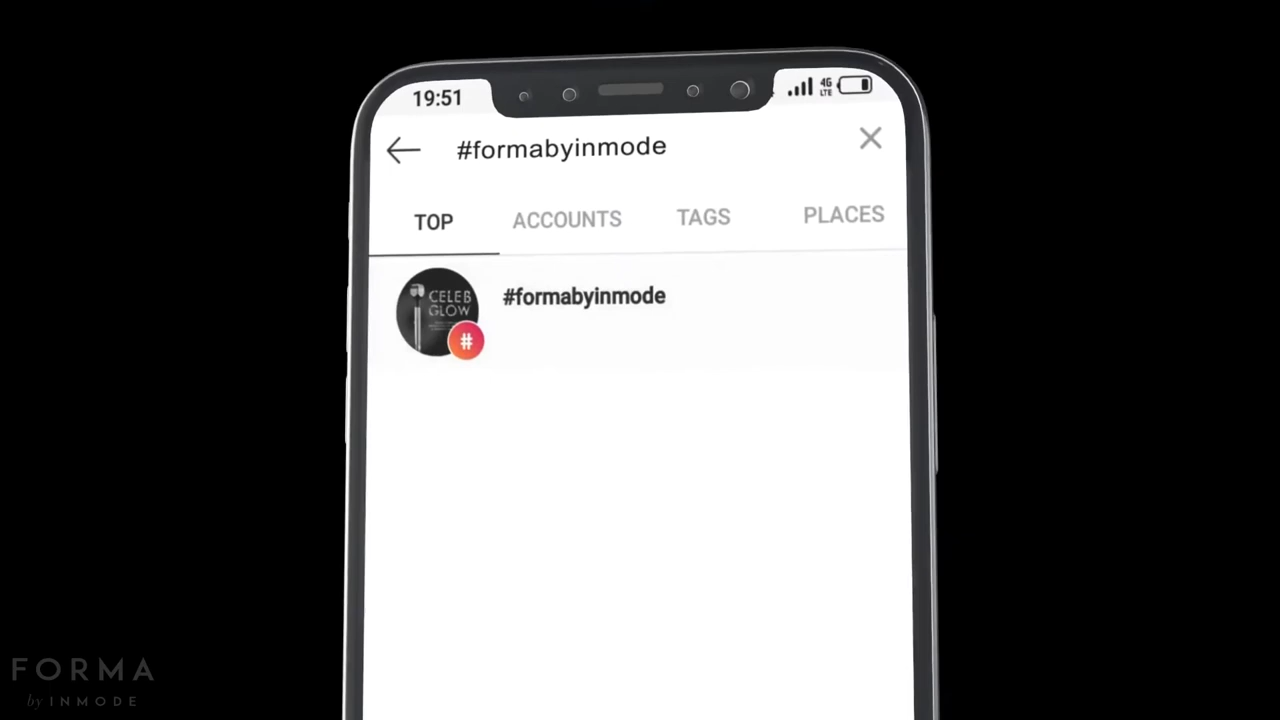 19:51
4G
LTE
#formabyinmode
TOP ACCOUNTS TAGS PLACES
CELEB
GLOW
#
#formabyinmode
FORMA
by INMODE